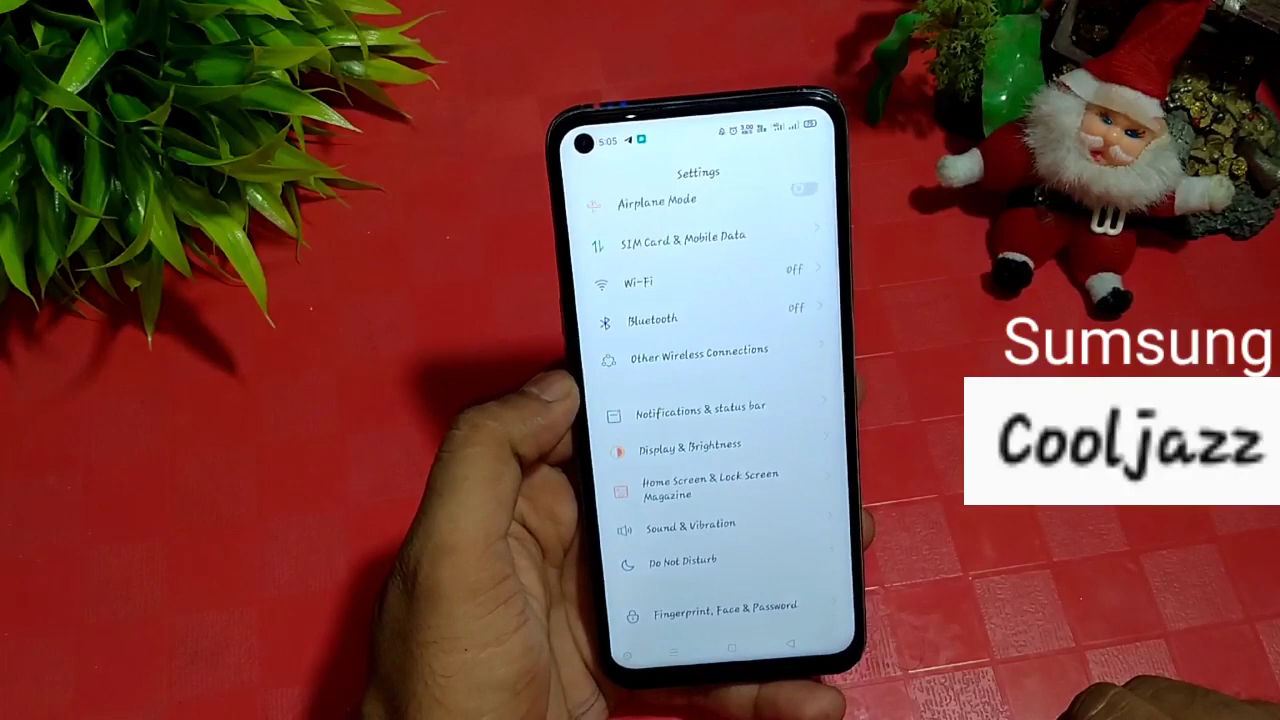 5:05
Settings
Airplane Mode
SIM Card & Mobile Data
Wi-Fi
Off
Bluetooth
Off
Other Wireless Connections
Notifications & status bar
Display & Brightness
Home Screen & Lock Screen
Magazine
Sound & Vibration
Do Not Disturb
Fingerprint, Face & Password
Sumsung
Cooljazz